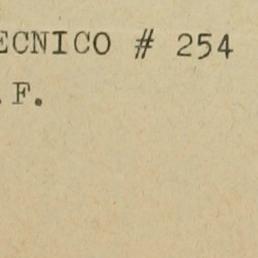 ECNICO # 254
. F.